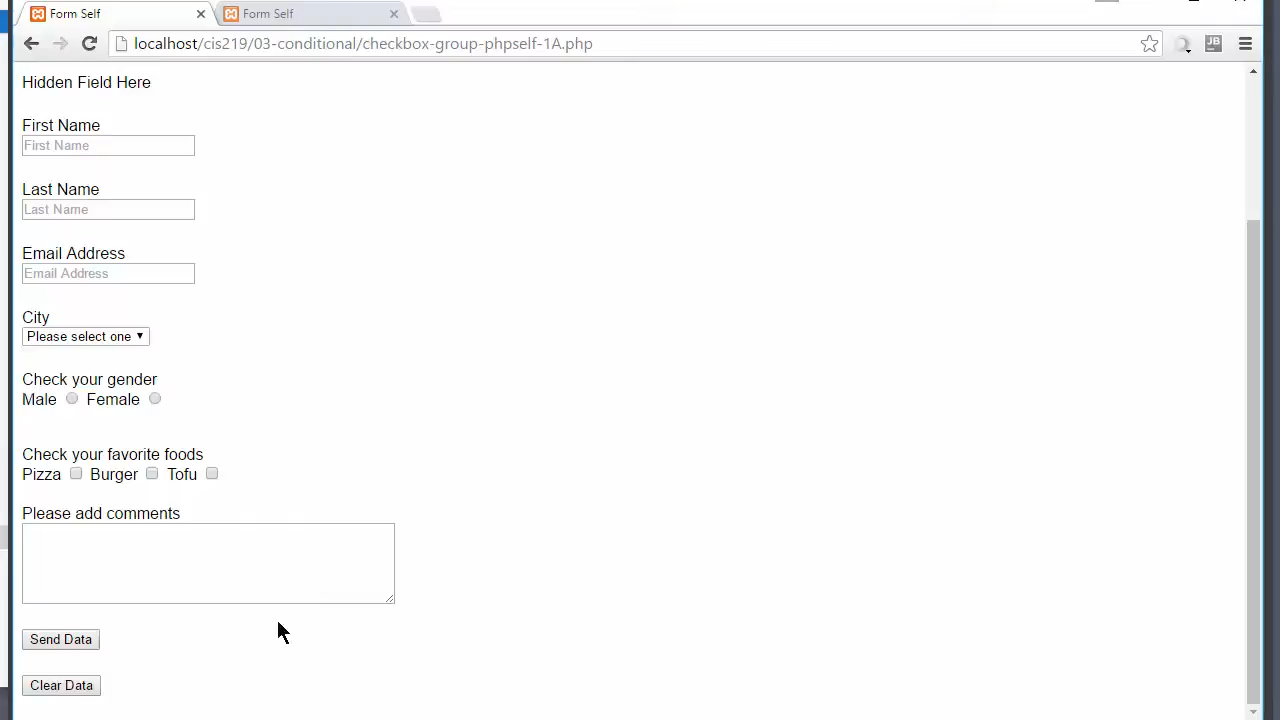 Form Self
Form Self
localhost/cis219/03-conditional/checkbox-group-phpself-1A.php
JB
Hidden Field Here
First Name
First Name
Last Name
Last Name
Email Address
Email Address
City
Please select one
Check your gender
Male Female
Check your favorite foods
Pizza Burger Tofu
Please add comments
Send Data
Clear Data